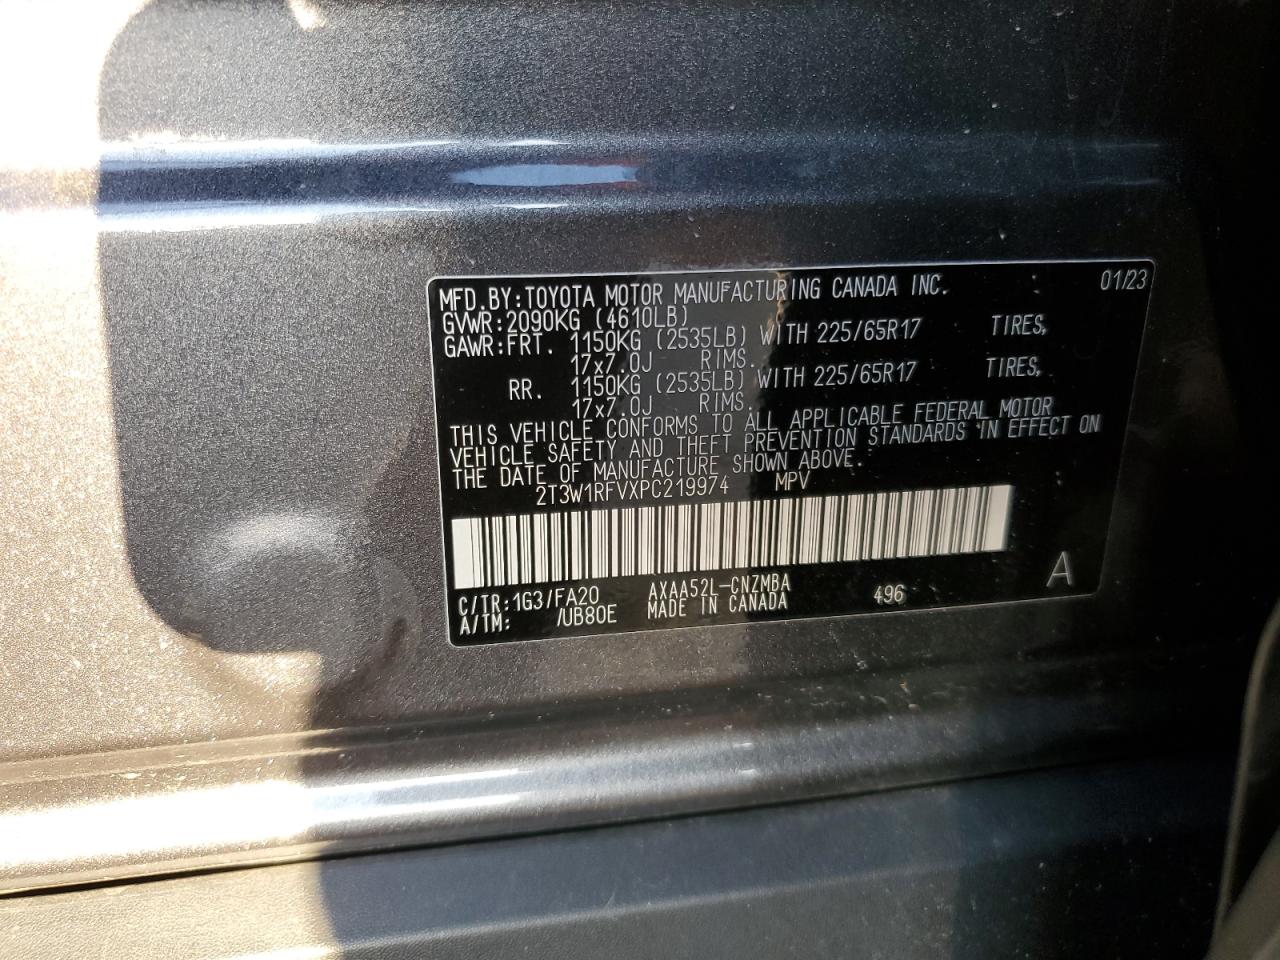 MFD.BY:TOYOTA MOTOR MANUFACTURING CANADA INC. 01/23
GVWR:2090KG (4610LB)
GAWR:FRT. 1150KG (2535LB) WITH 225/65R17 TIRES,
17x7.0J RIMS.
RR. 1150KG (2535LB) WITH 225/65R17 TIRES,
17x7.0J RIMS.
THIS VEHICLE CONFORMS TO ALL APPLICABLE FEDERAL MOTOR
VEHICLE SAFETY AND THEFT PREVENTION STANDARDS IN EFFECT ON
THE DATE OF MANUFACTURE SHOWN ABOVE.
2T3W1RFVXPC219974 MPV
C/TR:1G3/FA20 AXAA52L-CNZMBA 496 A
A/TM: /UB80E MADE IN CANADA